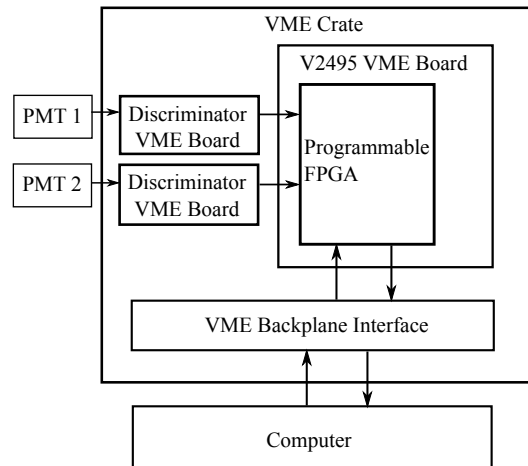 VME Crate
V2495 VME Board
PMT 1
Discriminator
VME Board
Programmable
FPGA
PMT 2
Discriminator
VME Board
VME Backplane Interface
Computer